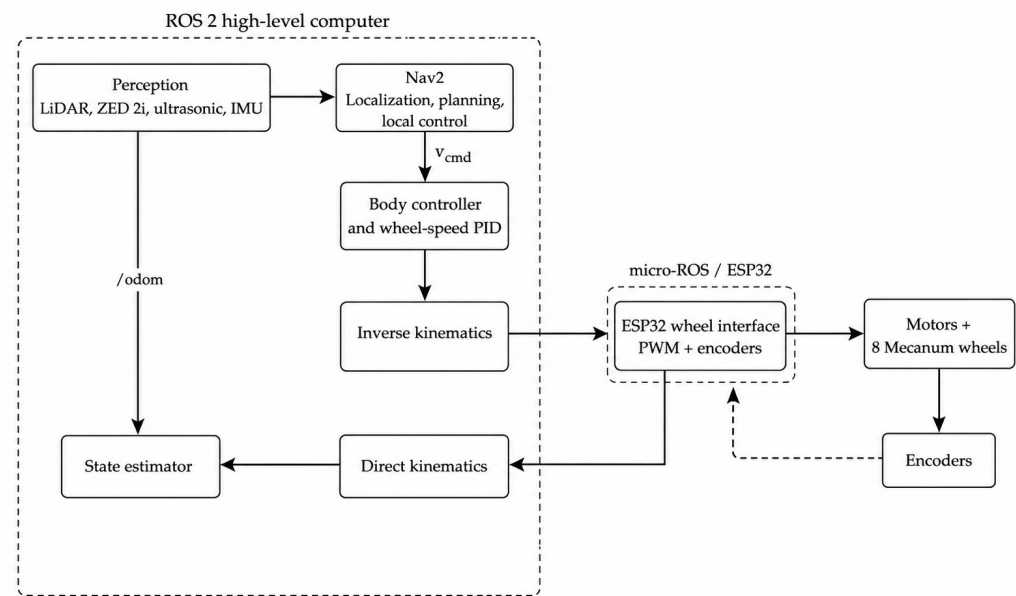 ROS 2 high-level computer
Perception
LiDAR, ZED 2i, ultrasonic, IMU
Nav2
Localization, planning,
local control
v_cmd
Body controller
and wheel-speed PID
/odom
Inverse kinematics
micro-ROS / ESP32
ESP32 wheel interface
PWM + encoders
Motors +
8 Mecanum wheels
State estimator
Direct kinematics
Encoders